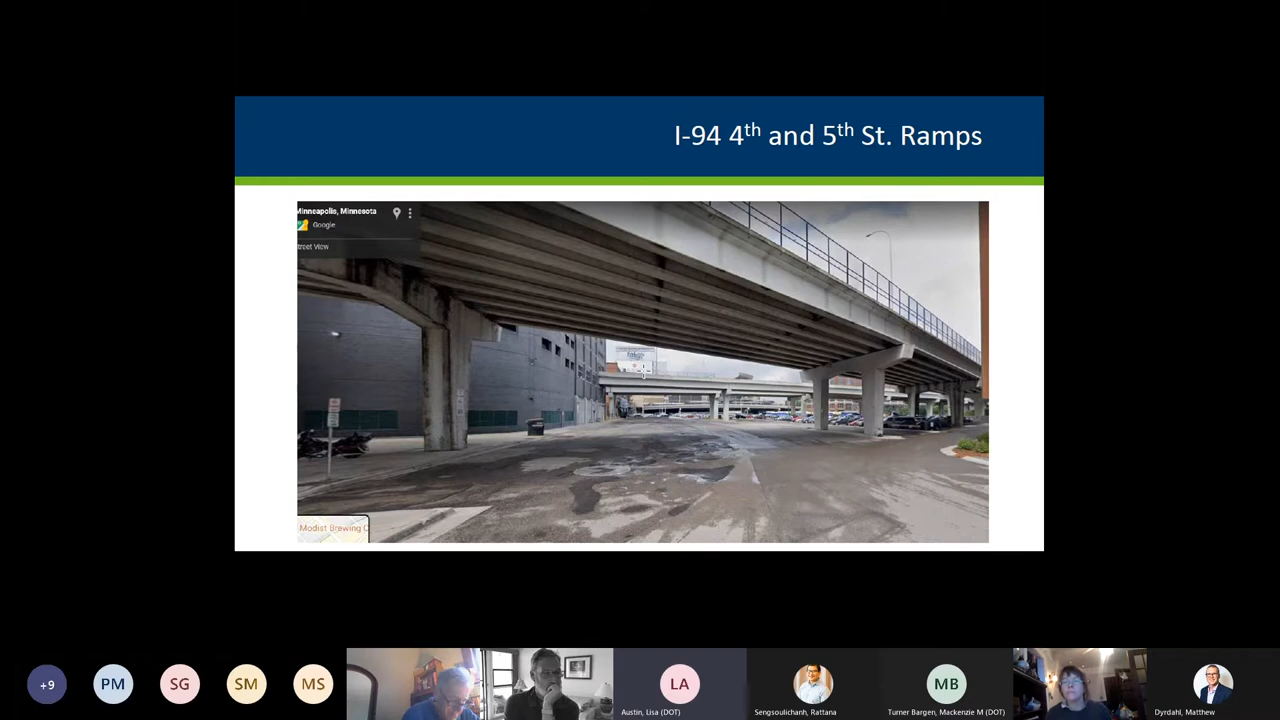 I-94 4th and 5th St. Ramps
Minneapolis, Minnesota
Google
treet View
Modist Brewing C
+9
PM
SG
SM
MS
LA
Austin, Lisa (DOT)
Sengsoulichanh, Rattana
MB
Turner Bargen, Mackenzie M (DOT)
Dyrdahl, Matthew